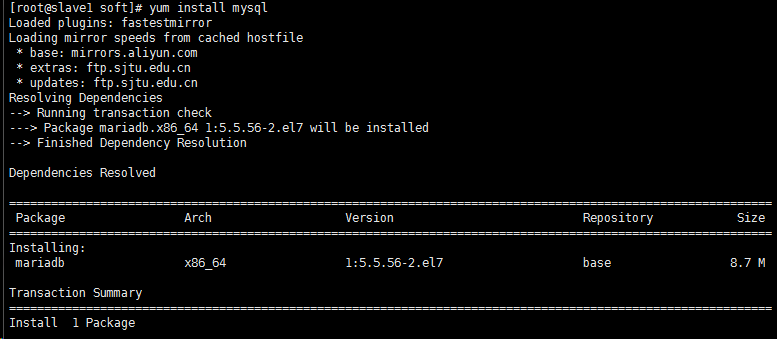 [root@slave1 soft]# yum install mysql
Loaded plugins: fastestmirror
Loading mirror speeds from cached hostfile
 * base: mirrors.aliyun.com
 * extras: ftp.sjtu.edu.cn
 * updates: ftp.sjtu.edu.cn
Resolving Dependencies
--> Running transaction check
---> Package mariadb.x86_64 1:5.5.56-2.el7 will be installed
--> Finished Dependency Resolution

Dependencies Resolved

================================================================================
 Package Arch Version Repository Size
================================================================================
Installing:
 mariadb x86_64 1:5.5.56-2.el7 base 8.7 M

Transaction Summary
================================================================================
Install  1 Package